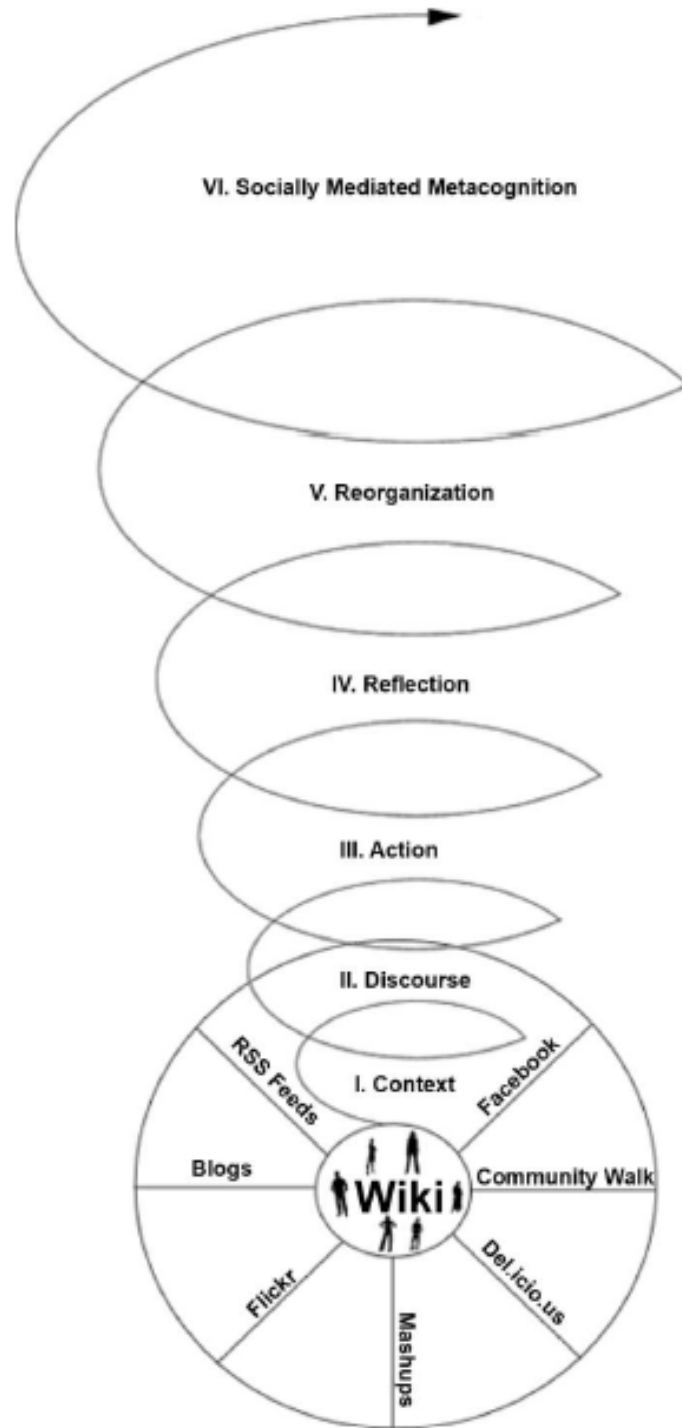 VI. Socially Mediated Metacognition
V. Reorganization
IV. Reflection
III. Action
II. Discourse
I. Context
RSS Feeds
Facebook
Blogs
Wiki
Community Walk
Flickr
Mashups
Del.icio.us